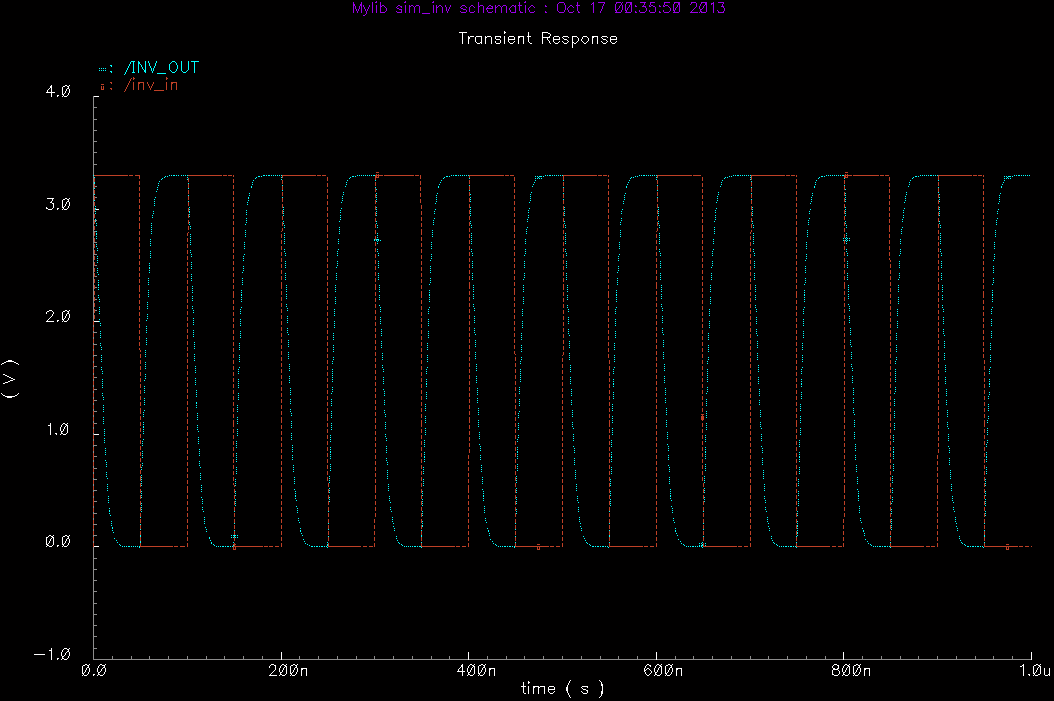 Mylib sim_inv schematic : Oct 17 00:35:50 2013
Transient Response
: /INV_OUT
: /inv_in
4.0
3.0
2.0
1.0
0.0
−1.0
( V )
0.0 200n 400n 600n 800n 1.0u
time ( s )